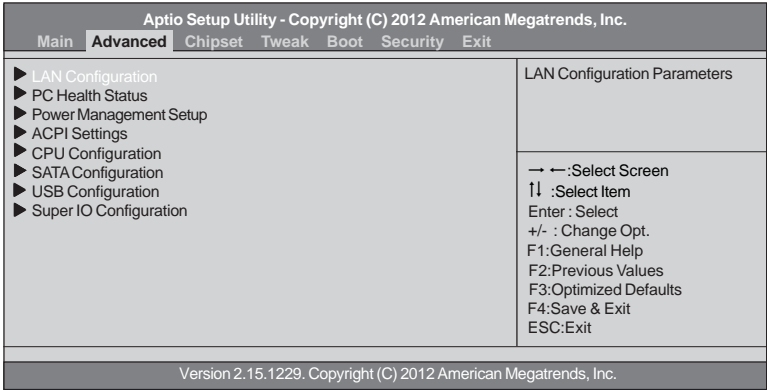 Aptio Setup Utility - Copyright (C) 2012 American Megatrends, Inc.
Main Advanced Chipset Tweak Boot Security Exit
LAN Configuration
PC Health Status
Power Management Setup
ACPI Settings
CPU Configuration
SATA Configuration
USB Configuration
Super IO Configuration
LAN Configuration Parameters
→ ←:Select Screen
↑↓ :Select Item
Enter : Select
+/- : Change Opt.
F1:General Help
F2:Previous Values
F3:Optimized Defaults
F4:Save & Exit
ESC:Exit
Version 2.15.1229. Copyright (C) 2012 American Megatrends, Inc.